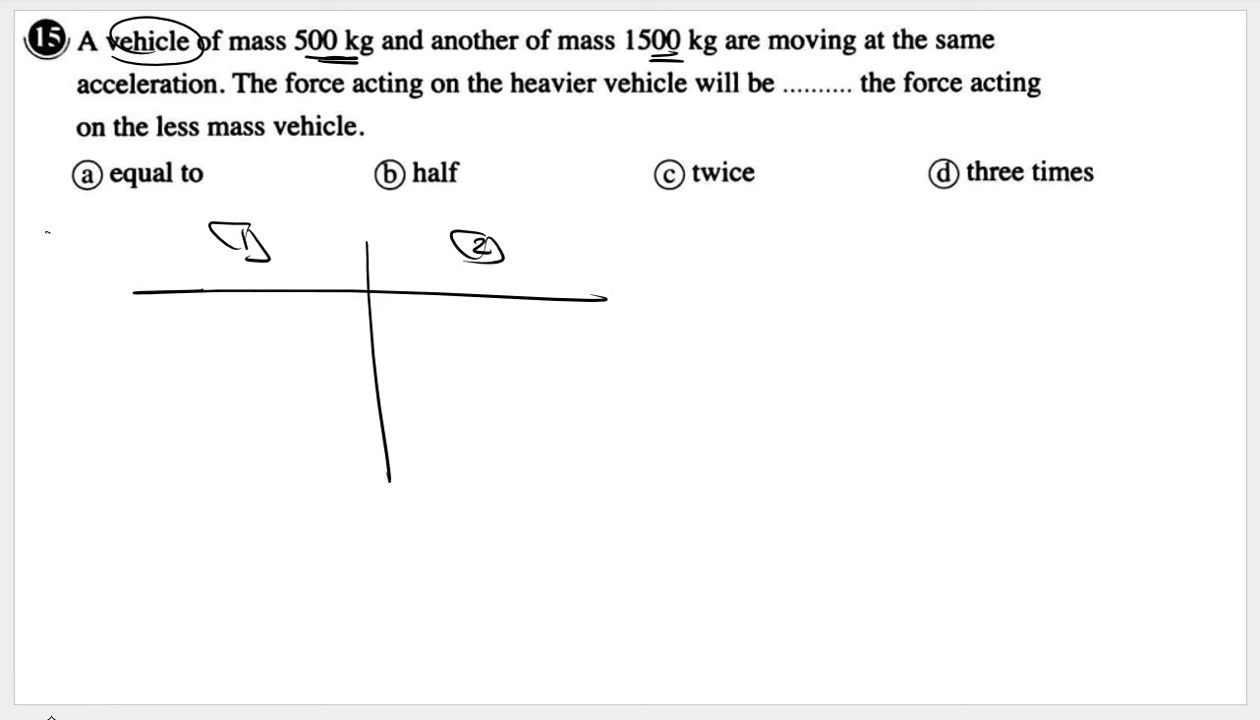 15 A vehicle of mass 500 kg and another of mass 1500 kg are moving at the same
acceleration. The force acting on the heavier vehicle will be .......... the force acting
on the less mass vehicle.
a equal to b half c twice d three times
1 2